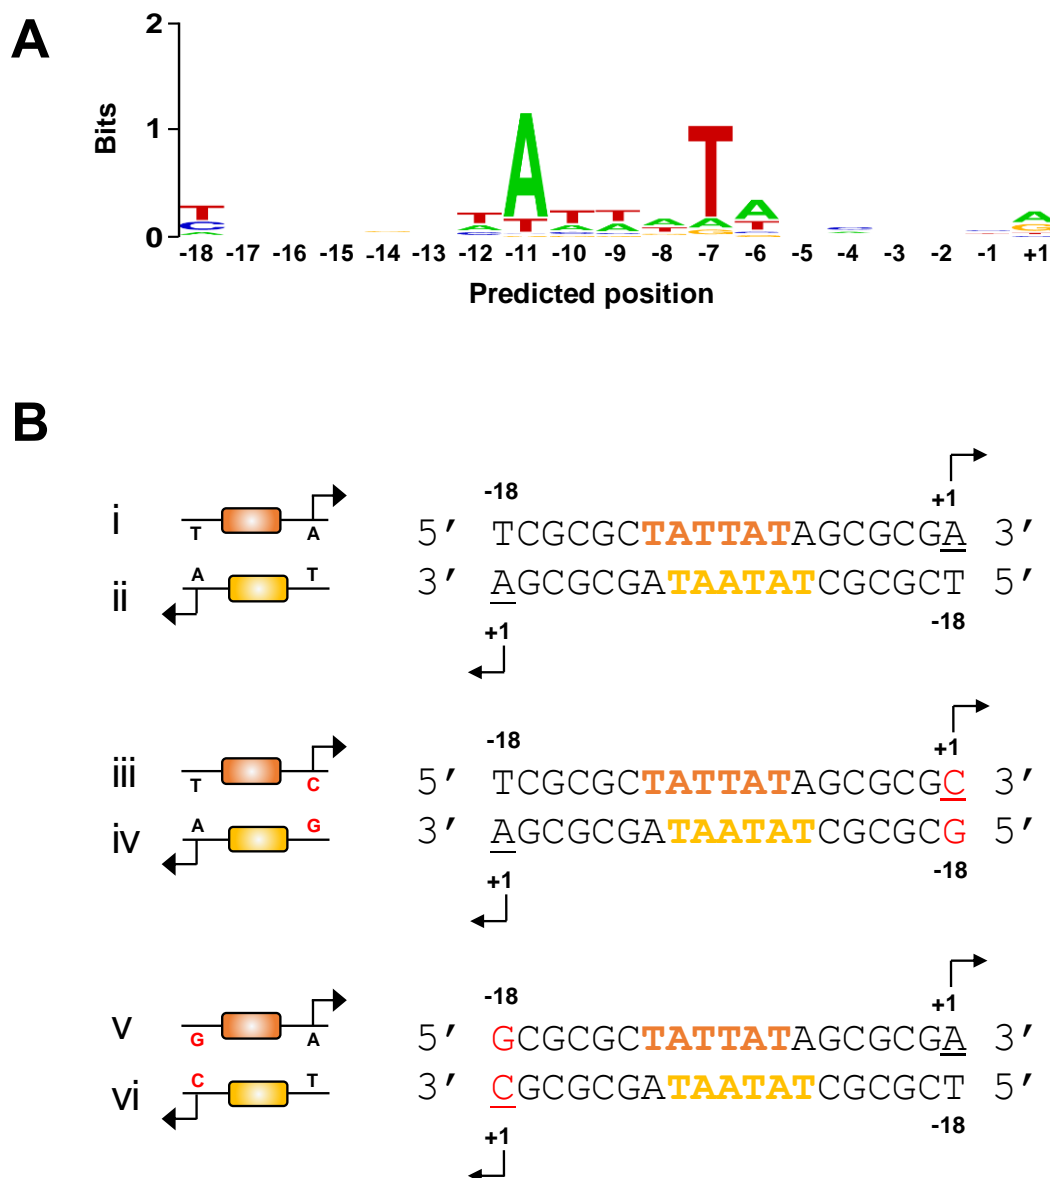 A
2
1
0
Bits
T C A
T A C
A T
T A C
T A
A T
T A G
A T C
C A
A G T
-18 -17 -16 -15 -14 -13 -12 -11 -10 -9 -8 -7 -6 -5 -4 -3 -2 -1 +1
Predicted position
B
-18 +1
i T A 5′ TCGCGCTATTATAGCGCGA 3′
ii A T 3′ AGCGCGATAATATCGCGCT 5′
+1 -18
-18 +1
iii T C 5′ TCGCGCTATTATAGCGCGC 3′
iv A G 3′ AGCGCGATAATATCGCGCG 5′
+1 -18
-18 +1
v G A 5′ GCGCGCTATTATAGCGCGA 3′
vi C T 3′ CGCGCGATAATATCGCGCT 5′
+1 -18